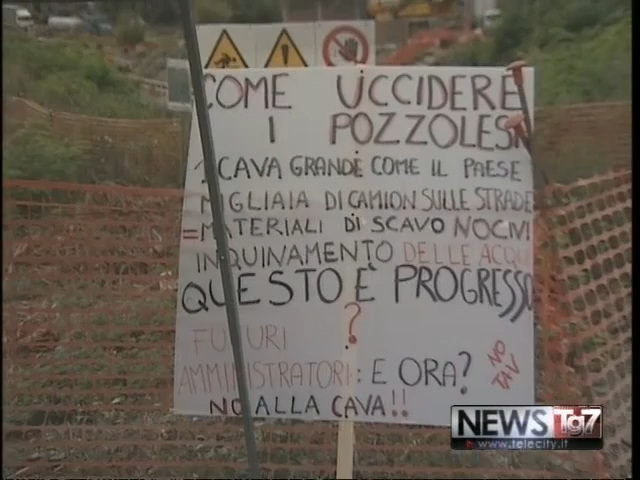 COME UCCIDERE
I POZZOLESI
1 CAVA GRANDE COME IL PAESE
MIGLIAIA DI CAMION SULLE STRADE
= MATERIALI DI SCAVO NOCIVI
INQUINAMENTO DELLE ACQUE
QUESTO È PROGRESSO
?
FUTURI
AMMINISTRATORI: E ORA?
NO TAV
NO ALLA CAVA!!
NEWS Tg7
www.telecity.it